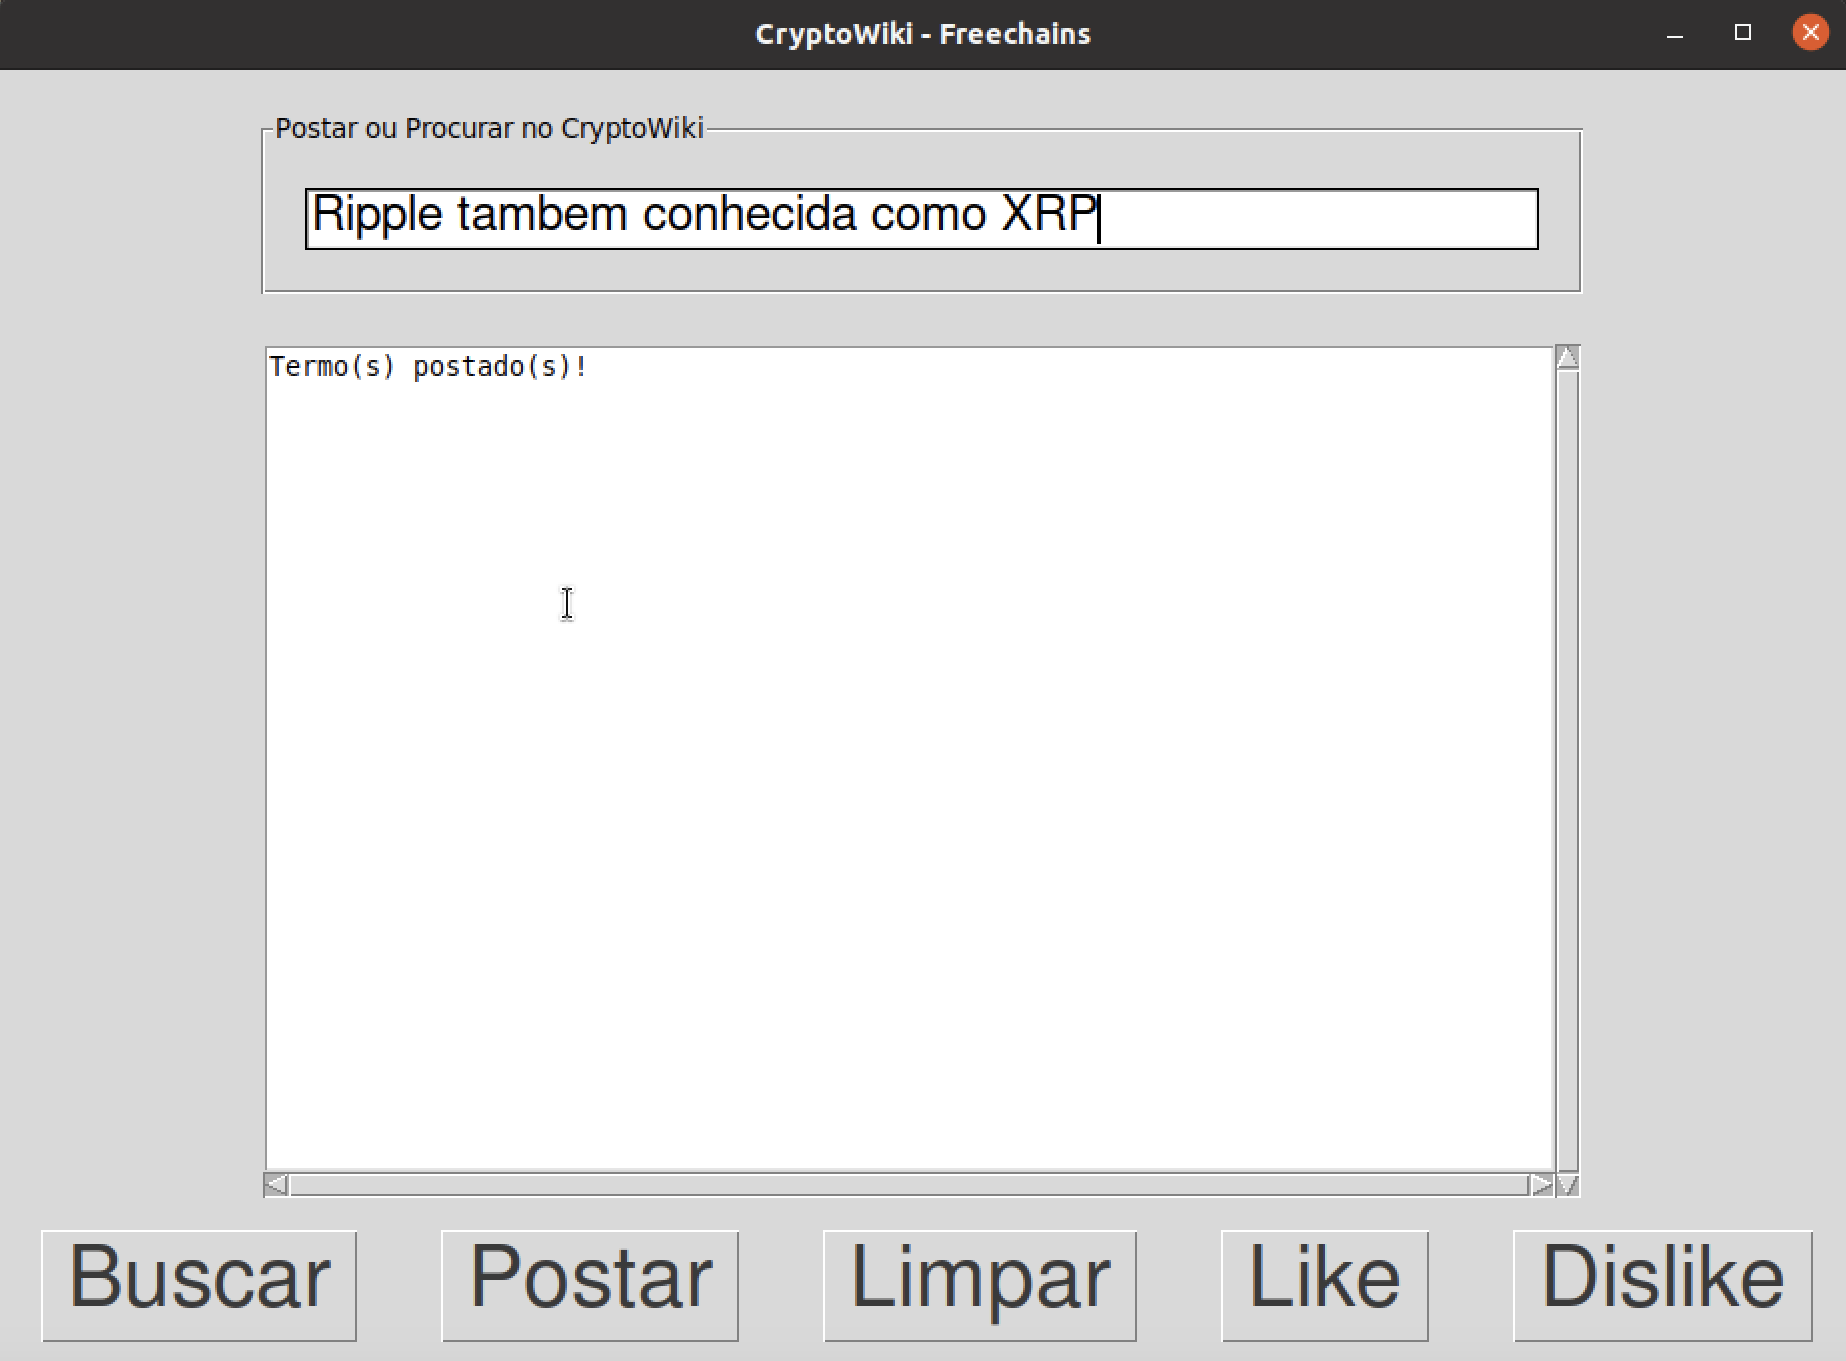 CryptoWiki - Freechains
Postar ou Procurar no CryptoWiki
Ripple tambem conhecida como XRP
Termo(s) postado(s)!
Buscar Postar Limpar Like Dislike